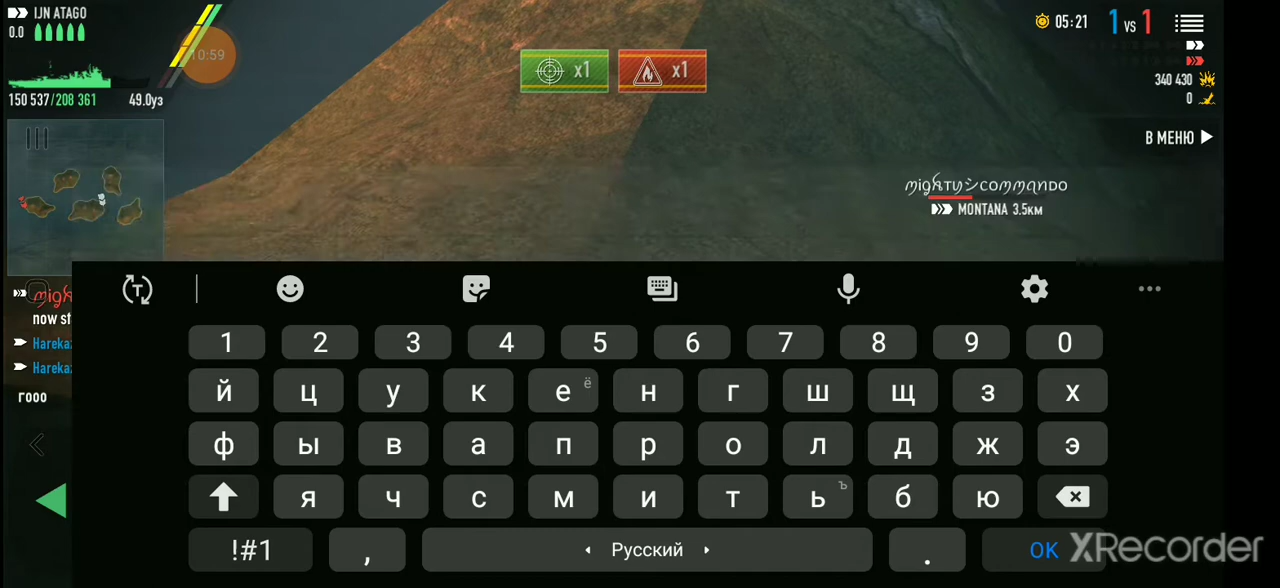 IJN ATAGO
0.0
10:59
150 537/208 361 49.0уз
x1 x1
05:21 1 VS 1
340 430
0
В МЕНЮ
MONTANA 3.5км
now st
Hareka
Hareka
гооо
T
1 2 3 4 5 6 7 8 9 0
й ц у к е ё н г ш щ з х
ф ы в а п р о л д ж э
я ч с м и т ь ъ б ю
!#1 , Русский . OK
XRecorder